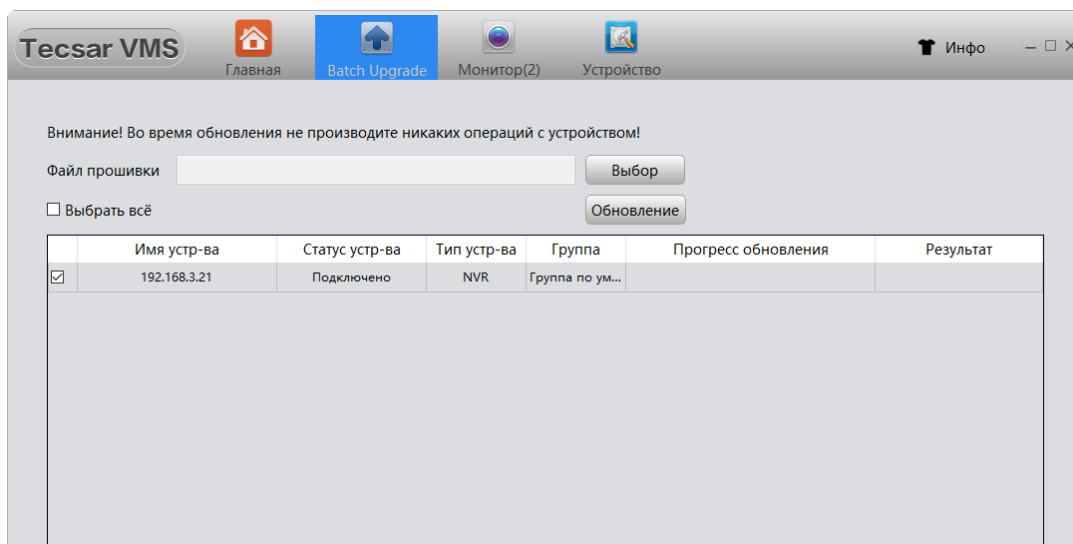 Tecsar VMS
Главная
Batch Upgrade
Монитор(2)
Устройство
Инфо
Внимание! Во время обновления не производите никаких операций с устройством!
Файл прошивки
Выбор
Выбрать всё
Обновление
Имя устр-ва Статус устр-ва Тип устр-ва Группа Прогресс обновления Результат
192.168.3.21 Подключено NVR Группа по ум...